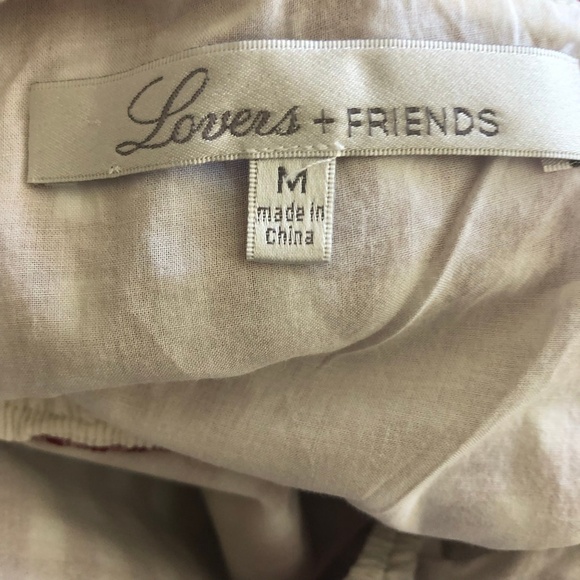 Lovers + FRIENDS
M
made in
China